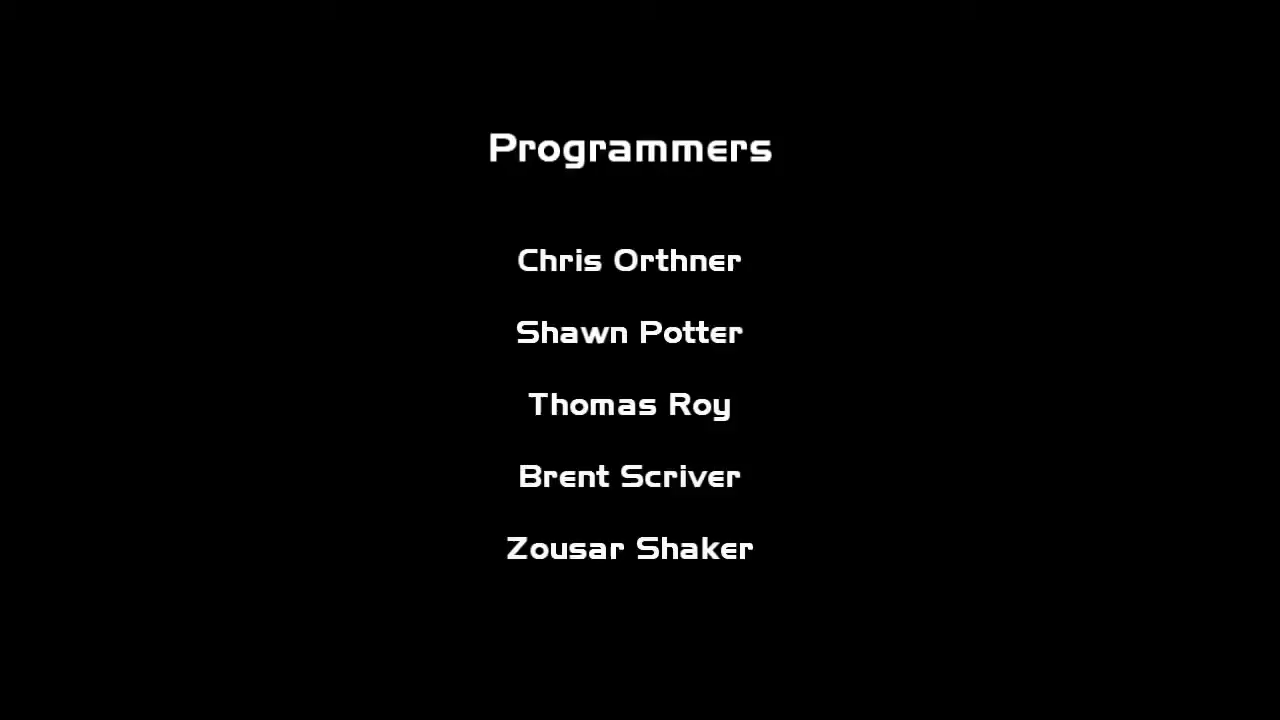 Programmers
Chris Orthner
Shawn Potter
Thomas Roy
Brent Scriver
Zousar Shaker